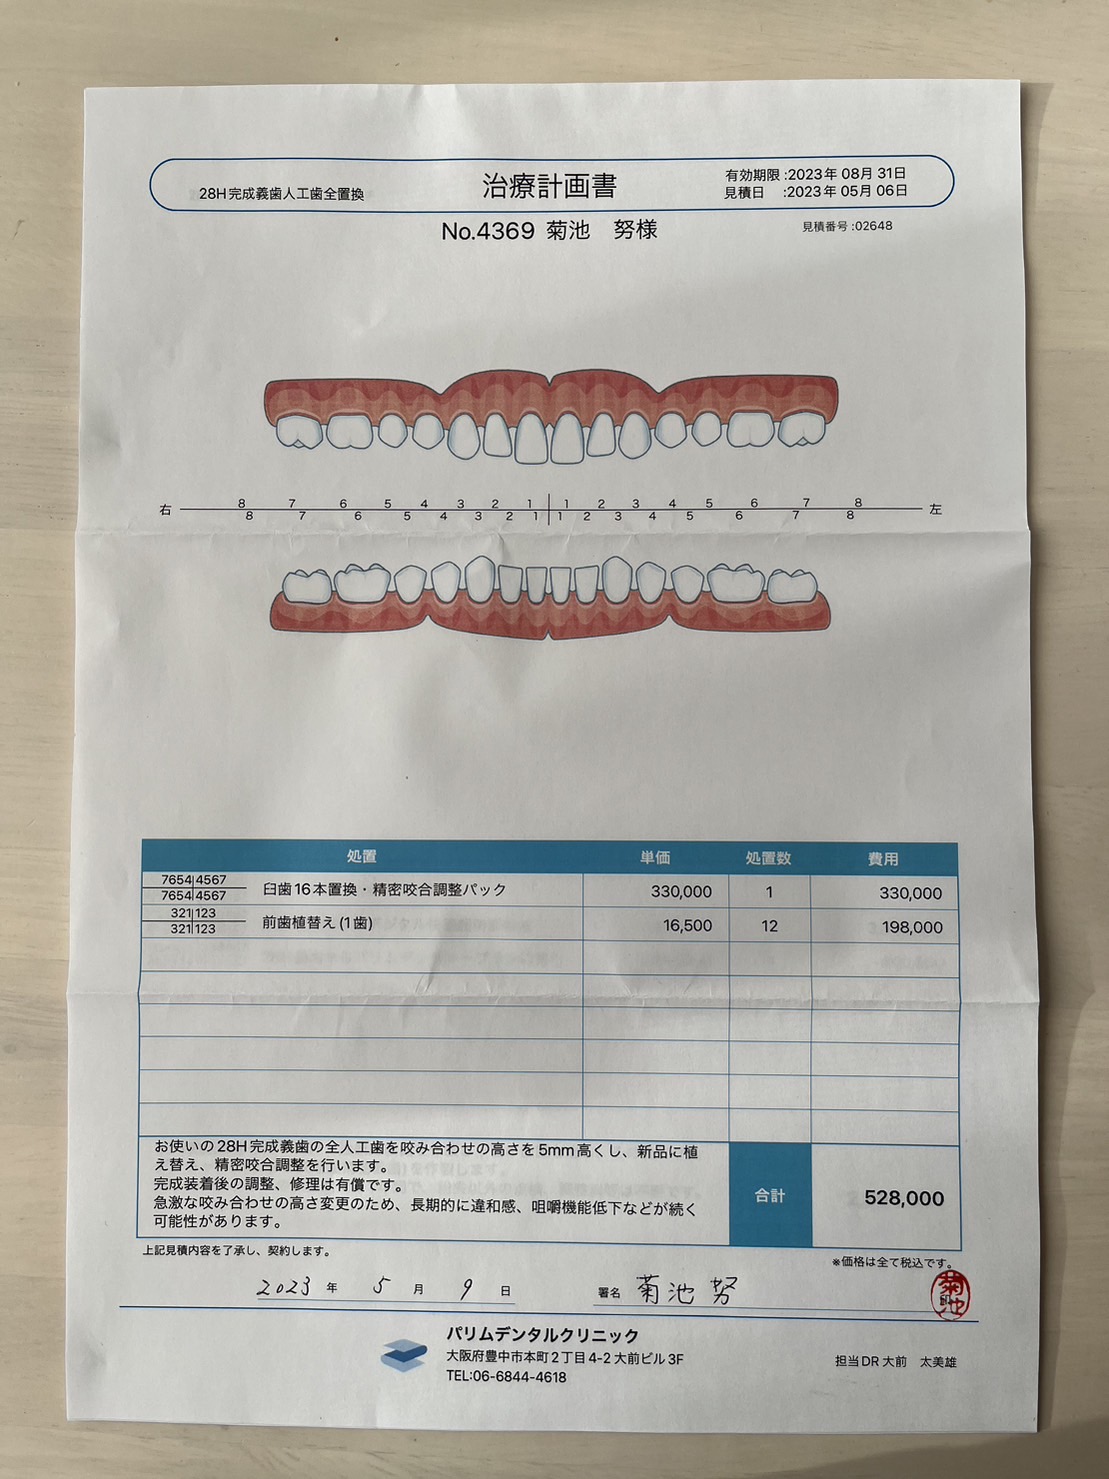 28H完成義歯人工歯全置換
治療計画書
有効期限:2023年08月31日
見積日 :2023年05月06日
No.4369 菊池 努様
見積番号:02648
右 8 7 6 5 4 3 2 1 1 2 3 4 5 6 7 8 左
8 7 6 5 4 3 2 1 1 2 3 4 5 6 7 8
処置 単価 処置数 費用
7654|4567
7654|4567
臼歯16本置換・精密咬合調整パック 330,000 1 330,000
321|123
321|123
前歯植替え(1歯) 16,500 12 198,000
お使いの28H完成義歯の全人工歯を咬み合わせの高さを5mm高くし、新品に植
え替え、精密咬合調整を行います。
完成装着後の調整、修理は有償です。
急激な咬み合わせの高さ変更のため、長期的に違和感、咀嚼機能低下などが続く
可能性があります。
合計 528,000
上記見積内容を了承し、契約します。
※価格は全て税込です。
2023年 5月 9日 署名 菊池 努 印
菊池
パリムデンタルクリニック
大阪府豊中市本町2丁目4-2大前ビル3F
TEL:06-6844-4618
担当DR大前 太美雄